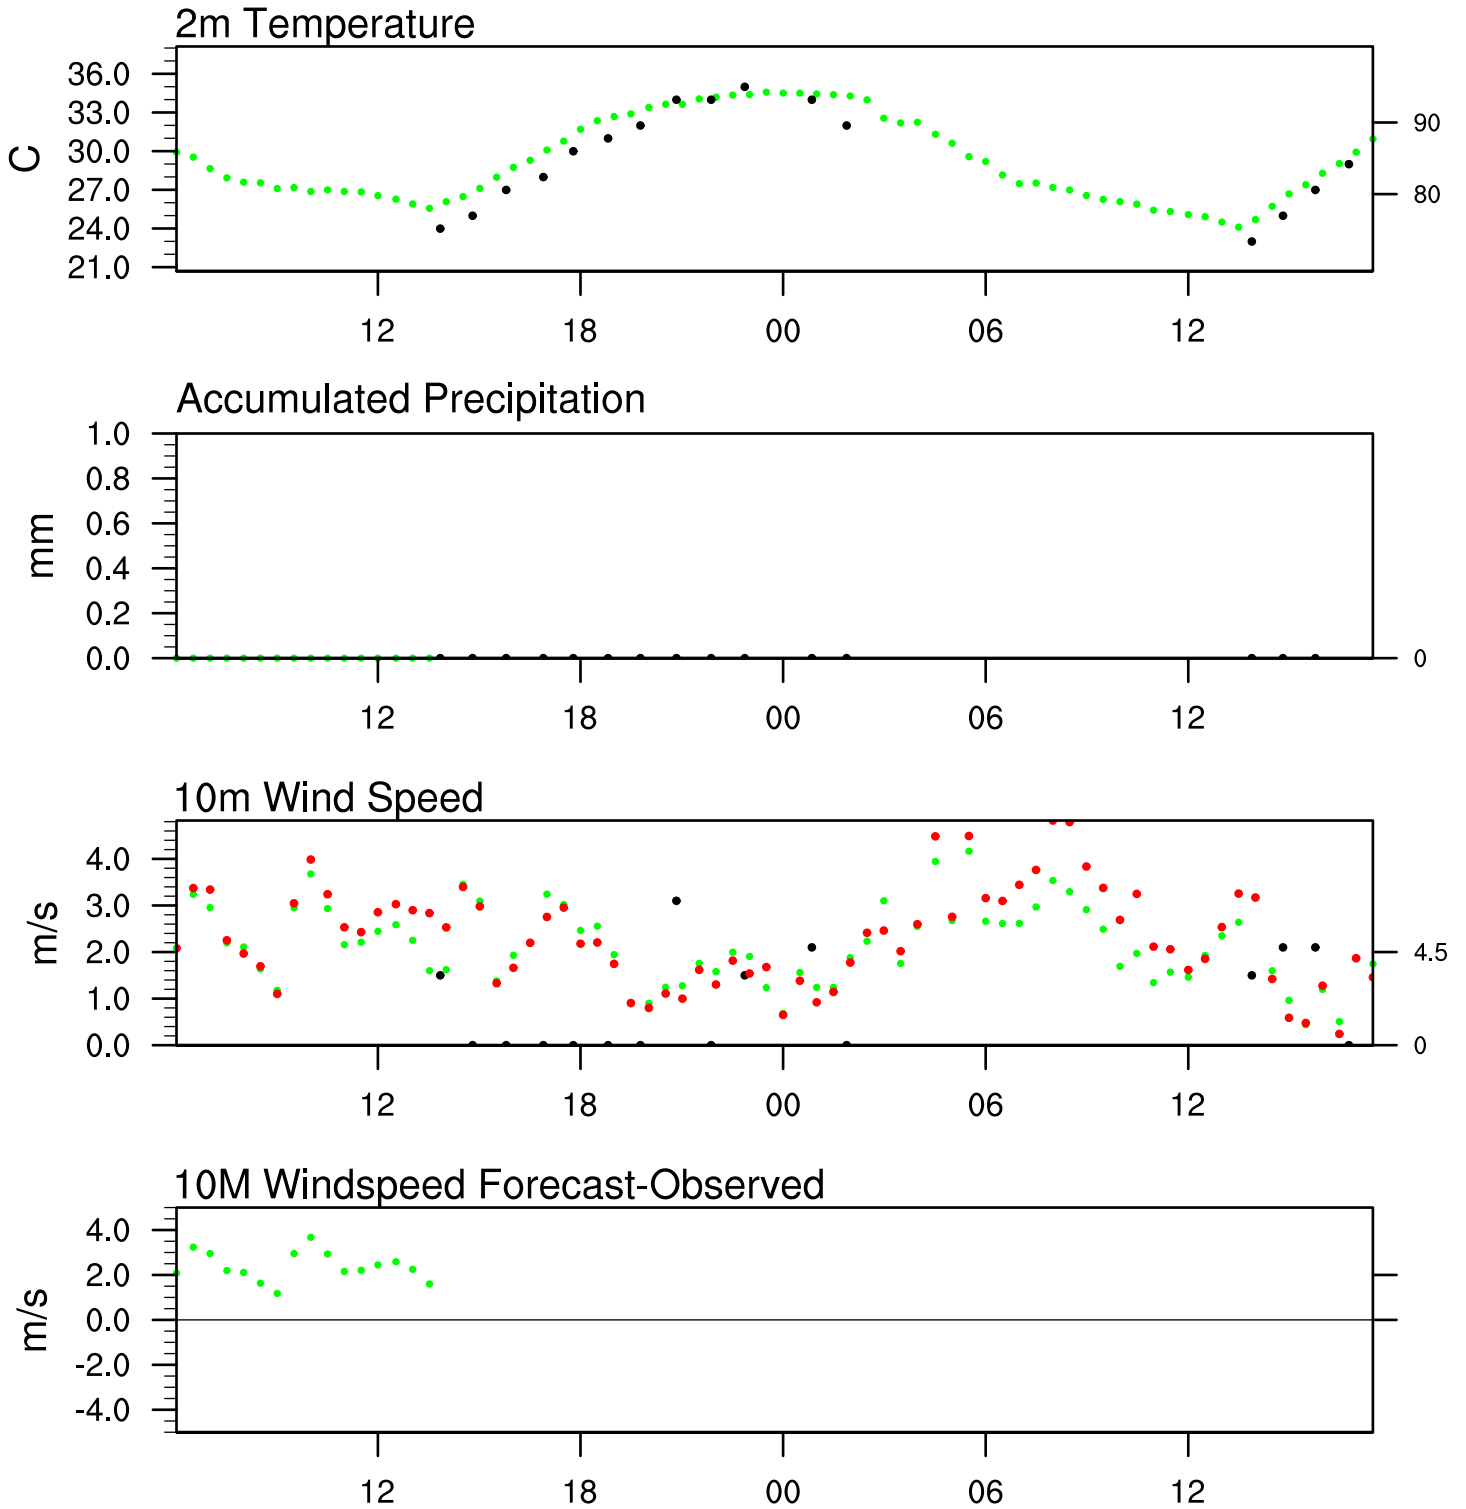 2m Temperature
36.0
33.0
90
30.0
C
27.0
80
24.0
21.0
12 18 00 06 12
Accumulated Precipitation
1.0
0.8
0.6
mm
0.4
0.2
0.0 0
12 18 00 06 12
10m Wind Speed
4.0
3.0
m/s
2.0 4.5
1.0
0.0 0
12 18 00 06 12
10M Windspeed Forecast-Observed
4.0
2.0
0.0
m/s
-2.0
-4.0
12 18 00 06 12